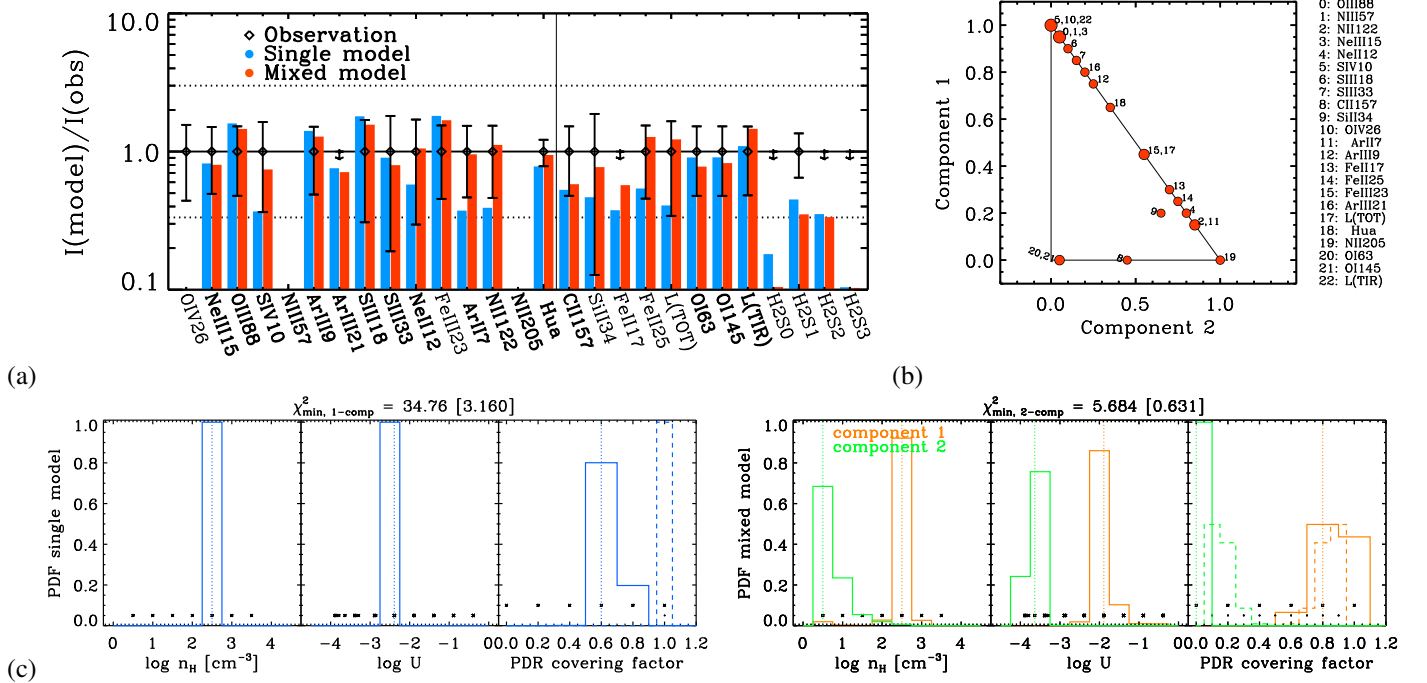 10.0
1.0
0.1
I(model)/I(obs)
Observation
Single model
Mixed model
OIV26
NeIII15
OIII88
SIV10
NIII57
ArIII9
ArIII21
SIII18
SIII33
NeII12
FeIII23
ArII7
NII122
NII205
Hua
CII157
SiII34
FeII17
FeII25
L(TOT)
OI63
OI145
L(TIR)
H2S0
H2S1
H2S2
H2S3
(a)
1.0
0.8
0.6
0.4
0.2
0.0
Component 1
5,10,22
0,1,3
6
7
16
12
18
15,17
13
14
9
4
2,11
20,21
8
19
0.0
0.5
1.0
Component 2
0: OIII88
1: NIII57
2: NII122
3: NeIII15
4: NeII12
5: SIV10
6: SIII18
7: SIII33
8: CII157
9: SiII34
10: OIV26
11: ArII7
12: ArIII9
13: FeII17
14: FeII25
15: FeIII23
16: ArIII21
17: L(TOT)
18: Hua
19: NII205
20: OI63
21: OI145
22: L(TIR)
(b)
χ²min, 1-comp = 34.76 [3.160]
PDF single model
1.0
0.8
0.6
0.4
0.2
0.0
0 1 2 3 4
log nH [cm⁻³]
−4 −3 −2 −1
log U
0.0 0.2 0.4 0.6 0.8 1.0 1.2
PDR covering factor
χ²min, 2-comp = 5.684 [0.631]
component 1
component 2
PDF mixed model
1.0
0.8
0.6
0.4
0.2
0.0
0 1 2 3 4
log nH [cm⁻³]
−4 −3 −2 −1
log U
0.0 0.2 0.4 0.6 0.8 1.0 1.2
PDR covering factor
(c)